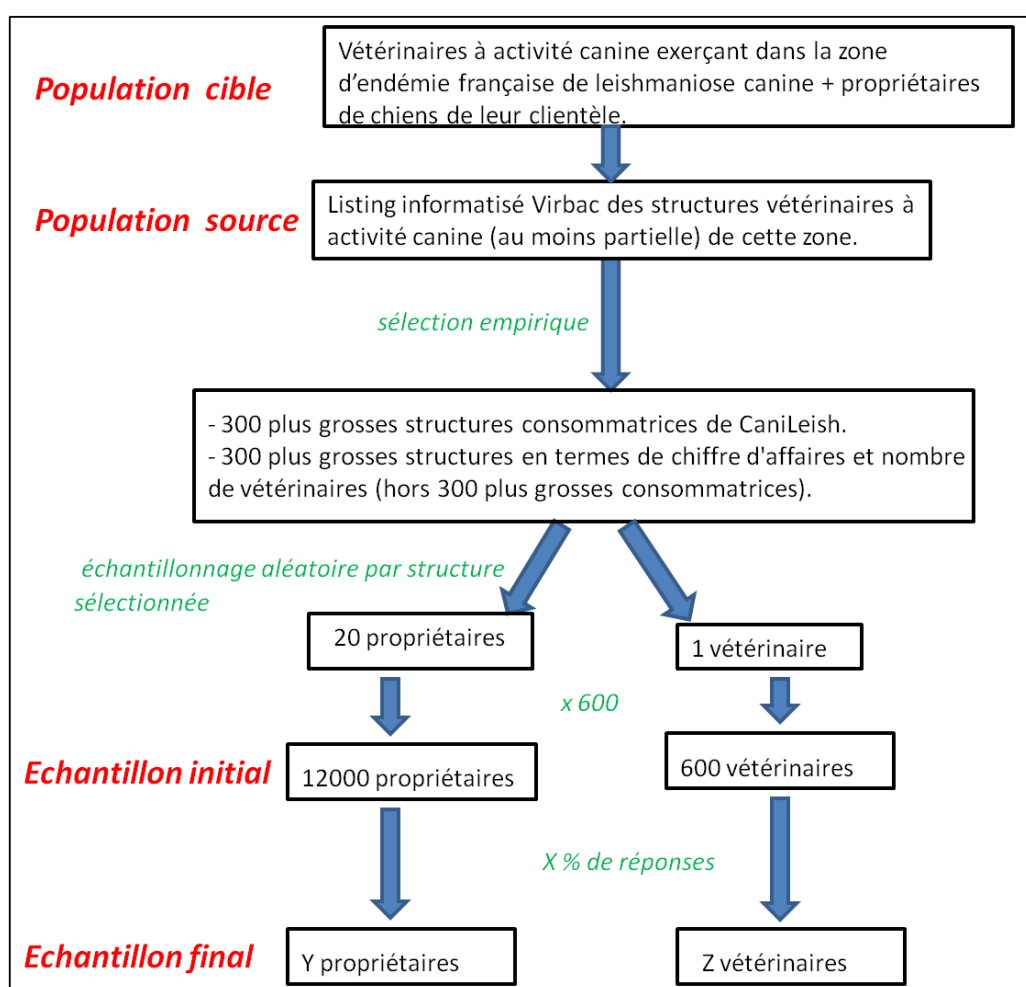 Population cible
Vétérinaires à activité canine exerçant dans la zone
d'endémie française de leishmaniose canine + propriétaires
de chiens de leur clientèle.
Population source
Listing informatisé Virbac des structures vétérinaires à
activité canine (au moins partielle) de cette zone.
sélection empirique
- 300 plus grosses structures consommatrices de CaniLeish.
- 300 plus grosses structures en termes de chiffre d'affaires et nombre
de vétérinaires (hors 300 plus grosses consommatrices).
échantillonnage aléatoire par structure
sélectionnée
20 propriétaires
1 vétérinaire
x 600
Echantillon initial
12000 propriétaires
600 vétérinaires
X % de réponses
Echantillon final
Y propriétaires
Z vétérinaires